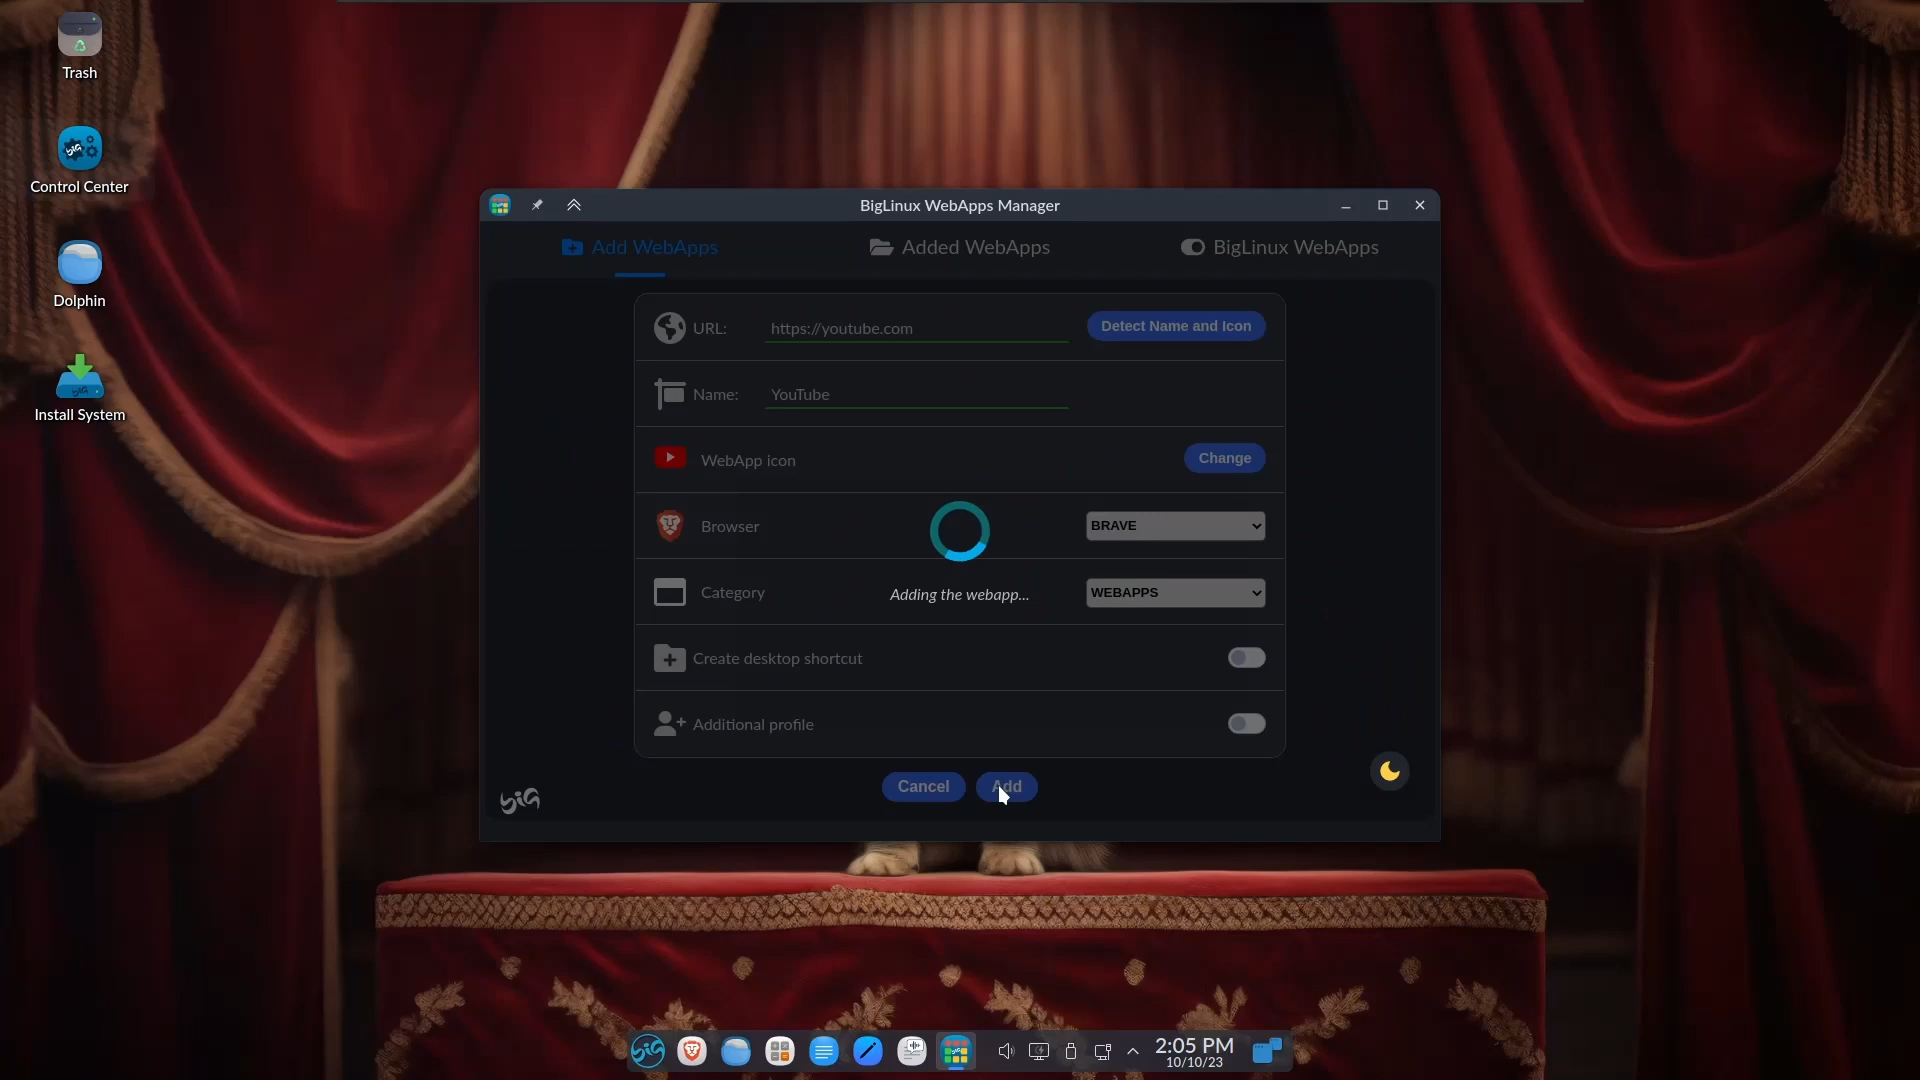 Trash
Control Center
Dolphin
Install System
BigLinux WebApps Manager
Add WebApps
Added WebApps
BigLinux WebApps
URL:
https://youtube.com
Detect Name and Icon
Name:
YouTube
WebApp icon
Change
Browser
BRAVE
Category
Adding the webapp...
WEBAPPS
Create desktop shortcut
Additional profile
Cancel
Add
2:05 PM
10/10/23